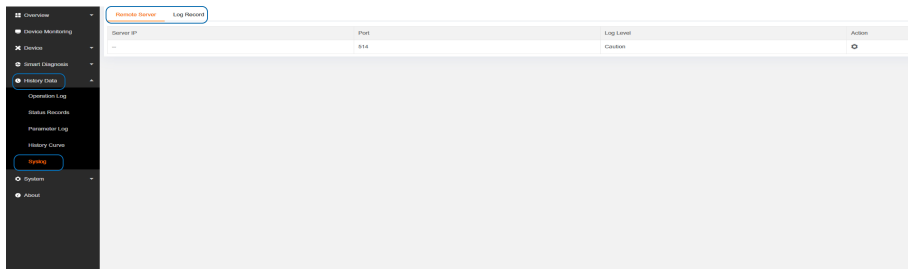 Overview
Device Monitoring
Device
Smart Diagnosis
History Data
Operation Log
Status Records
Parameter Log
History Curve
Syslog
System
About
Remote Server Log Record
Server IP Port Log Level Action
-- 514 Caution